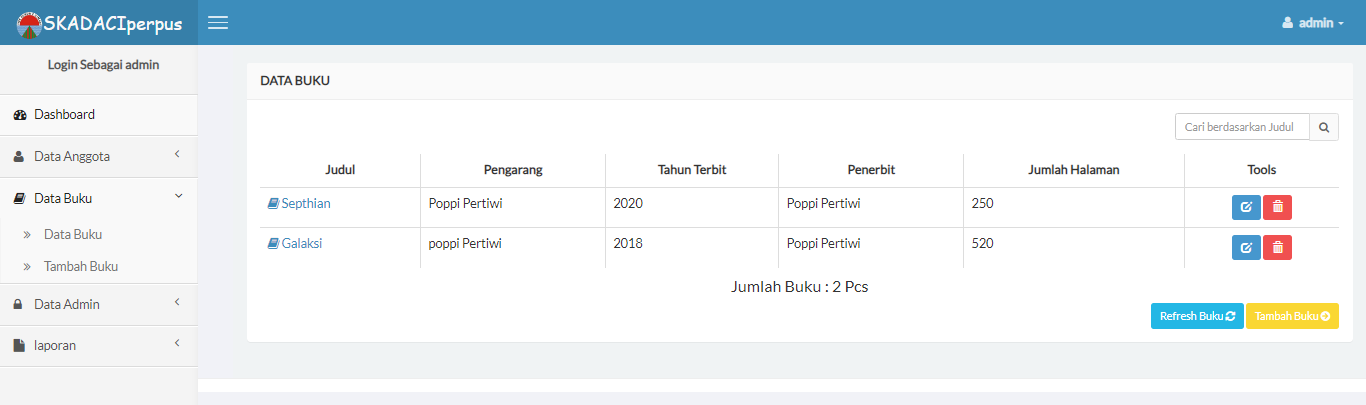 SKADACIperpus
admin
Login Sebagai admin
Dashboard
Data Anggota
Data Buku
Data Buku
Tambah Buku
Data Admin
laporan
DATA BUKU
Cari berdasarkan Judul
Judul Pengarang Tahun Terbit Penerbit Jumlah Halaman Tools
Septhian Poppi Pertiwi 2020 Poppi Pertiwi 250
Galaksi poppi Pertiwi 2018 Poppi Pertiwi 520
Jumlah Buku : 2 Pcs
Refresh Buku Tambah Buku